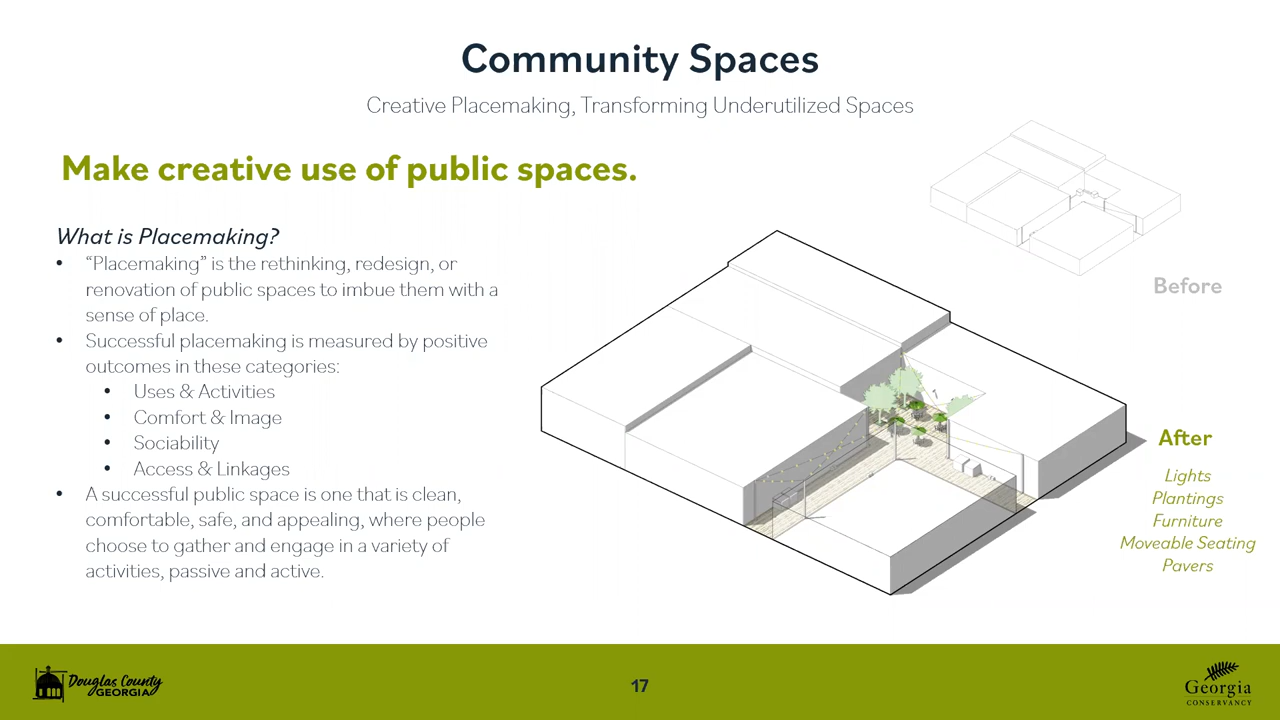 Community Spaces
Creative Placemaking, Transforming Underutilized Spaces
Make creative use of public spaces.
What is Placemaking?
• “Placemaking” is the rethinking, redesign, or
renovation of public spaces to imbue them with a
sense of place.
• Successful placemaking is measured by positive
outcomes in these categories:
• Uses & Activities
• Comfort & Image
• Sociability
• Access & Linkages
• A successful public space is one that is clean,
comfortable, safe, and appealing, where people
choose to gather and engage in a variety of
activities, passive and active.
Before
After
Lights
Plantings
Furniture
Moveable Seating
Pavers
Douglas County
GEORGIA
17
Georgia
CONSERVANCY